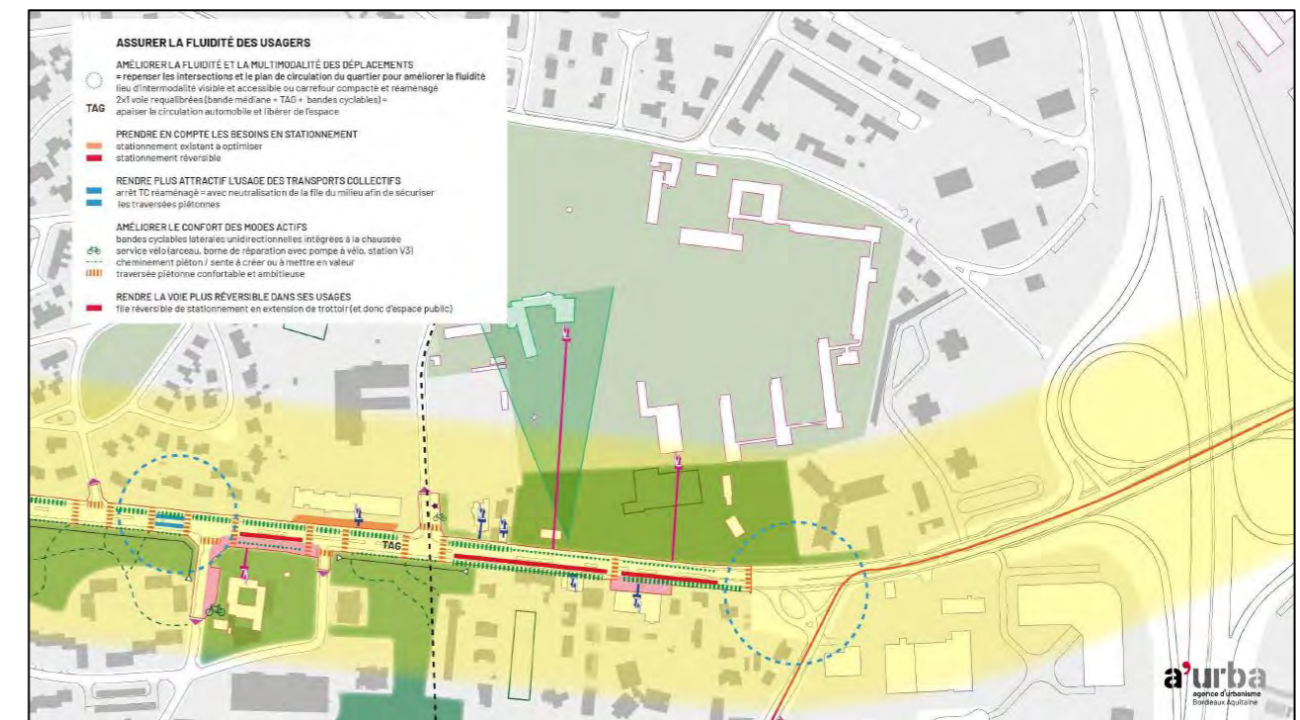 ASSURER LA FLUIDITÉ DES USAGERS
AMÉLIORER LA FLUIDITÉ ET LA MULTIMODALITÉ DES DÉPLACEMENTS
= repenser les intersections et le plan de circulation du quartier pour améliorer la fluidité
lieu d'intermodalité visible et accessible ou carrefour compacté et réaménagé
2x1 voie requalibrées (bande médiane + TAG + bandes cyclables) =
TAG apaiser la circulation automobile et libérer de l'espace
PRENDRE EN COMPTE LES BESOINS EN STATIONNEMENT
stationnement existant à optimiser
stationnement réversible
RENDRE PLUS ATTRACTIF L'USAGE DES TRANSPORTS COLLECTIFS
arrêt TC réaménagé = avec neutralisation de la file du milieu afin de sécuriser
les traversées piétonnes
AMÉLIORER LE CONFORT DES MODES ACTIFS
bandes cyclables latérales unidirectionnelles intégrées à la chaussée
service vélo (arceau, borne de réparation avec pompe à vélo, station V3)
cheminement piéton / sente à créer ou à mettre en valeur
traversée piétonne confortable et ambitieuse
RENDRE LA VOIE PLUS RÉVERSIBLE DANS SES USAGES
file réversible de stationnement en extension de trottoir (et donc d'espace public)
TAG
a'urba
agence d'urbanisme
Bordeaux Aquitaine